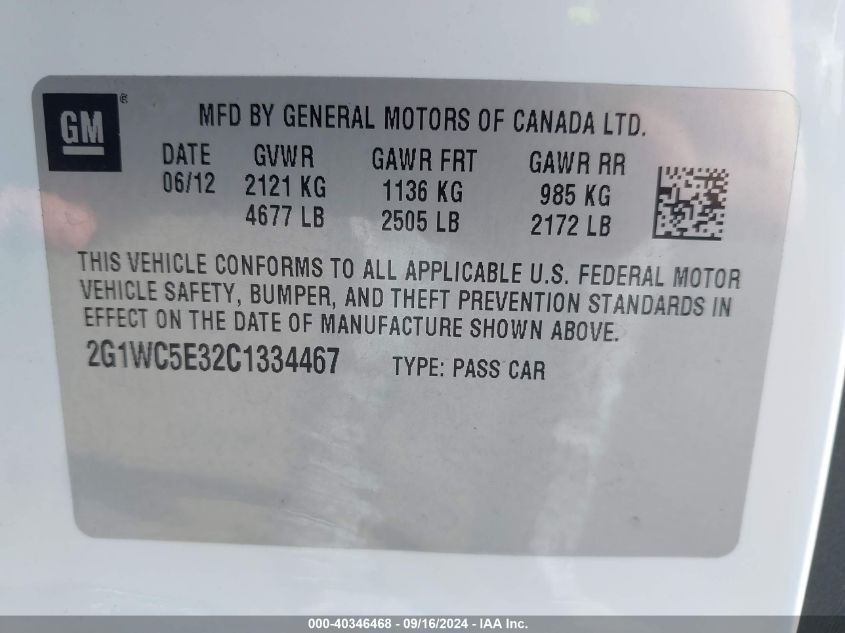 GM ®
MFD BY GENERAL MOTORS OF CANADA LTD.
DATE GVWR GAWR FRT GAWR RR
06/12 2121 KG 1136 KG 985 KG
4677 LB 2505 LB 2172 LB
THIS VEHICLE CONFORMS TO ALL APPLICABLE U.S. FEDERAL MOTOR
VEHICLE SAFETY, BUMPER, AND THEFT PREVENTION STANDARDS IN
EFFECT ON THE DATE OF MANUFACTURE SHOWN ABOVE.
2G1WC5E32C1334467 TYPE: PASS CAR
000-40346468 - 09/16/2024 - IAA Inc.